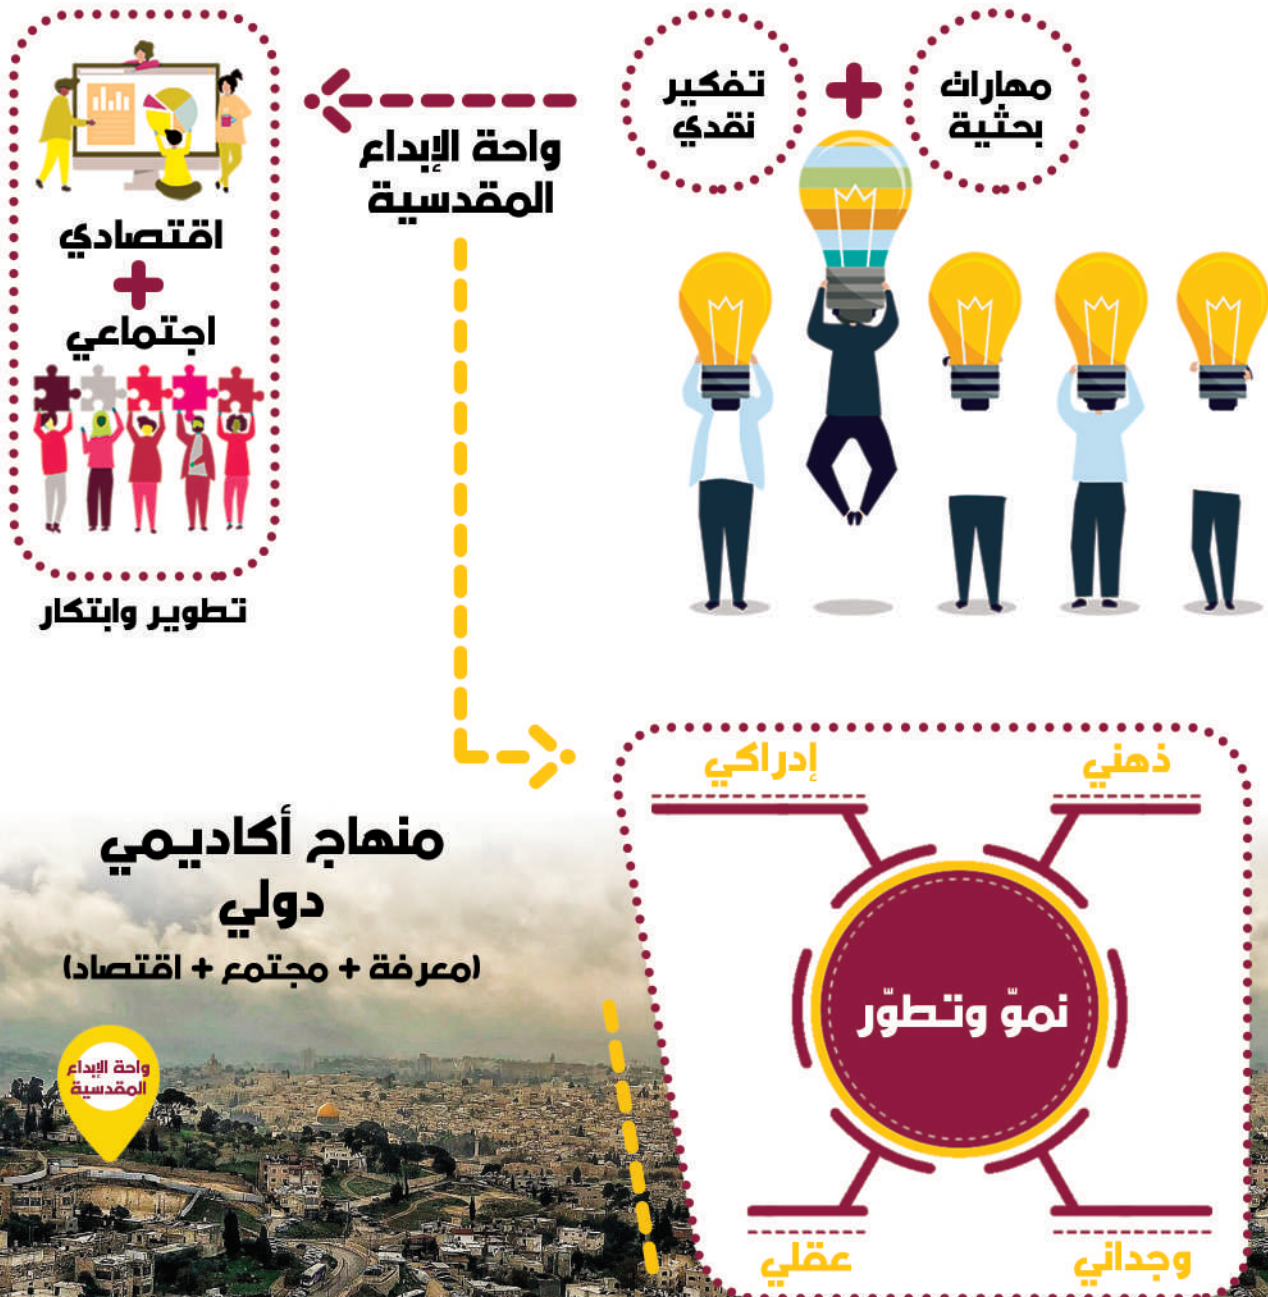 مهارات
بحثية
+
تفكير
نقدي
واحة الإبداع
المقدسية
اقتصادي
+
اجتماعي
تطوير وابتكار
ذهني
إدراكي
نموّ وتطوّر
وجداني
عقلي
منهاج أكاديمي
دولي
(معرفة + مجتمع + اقتصاد)
واحة الإبداع
المقدسية